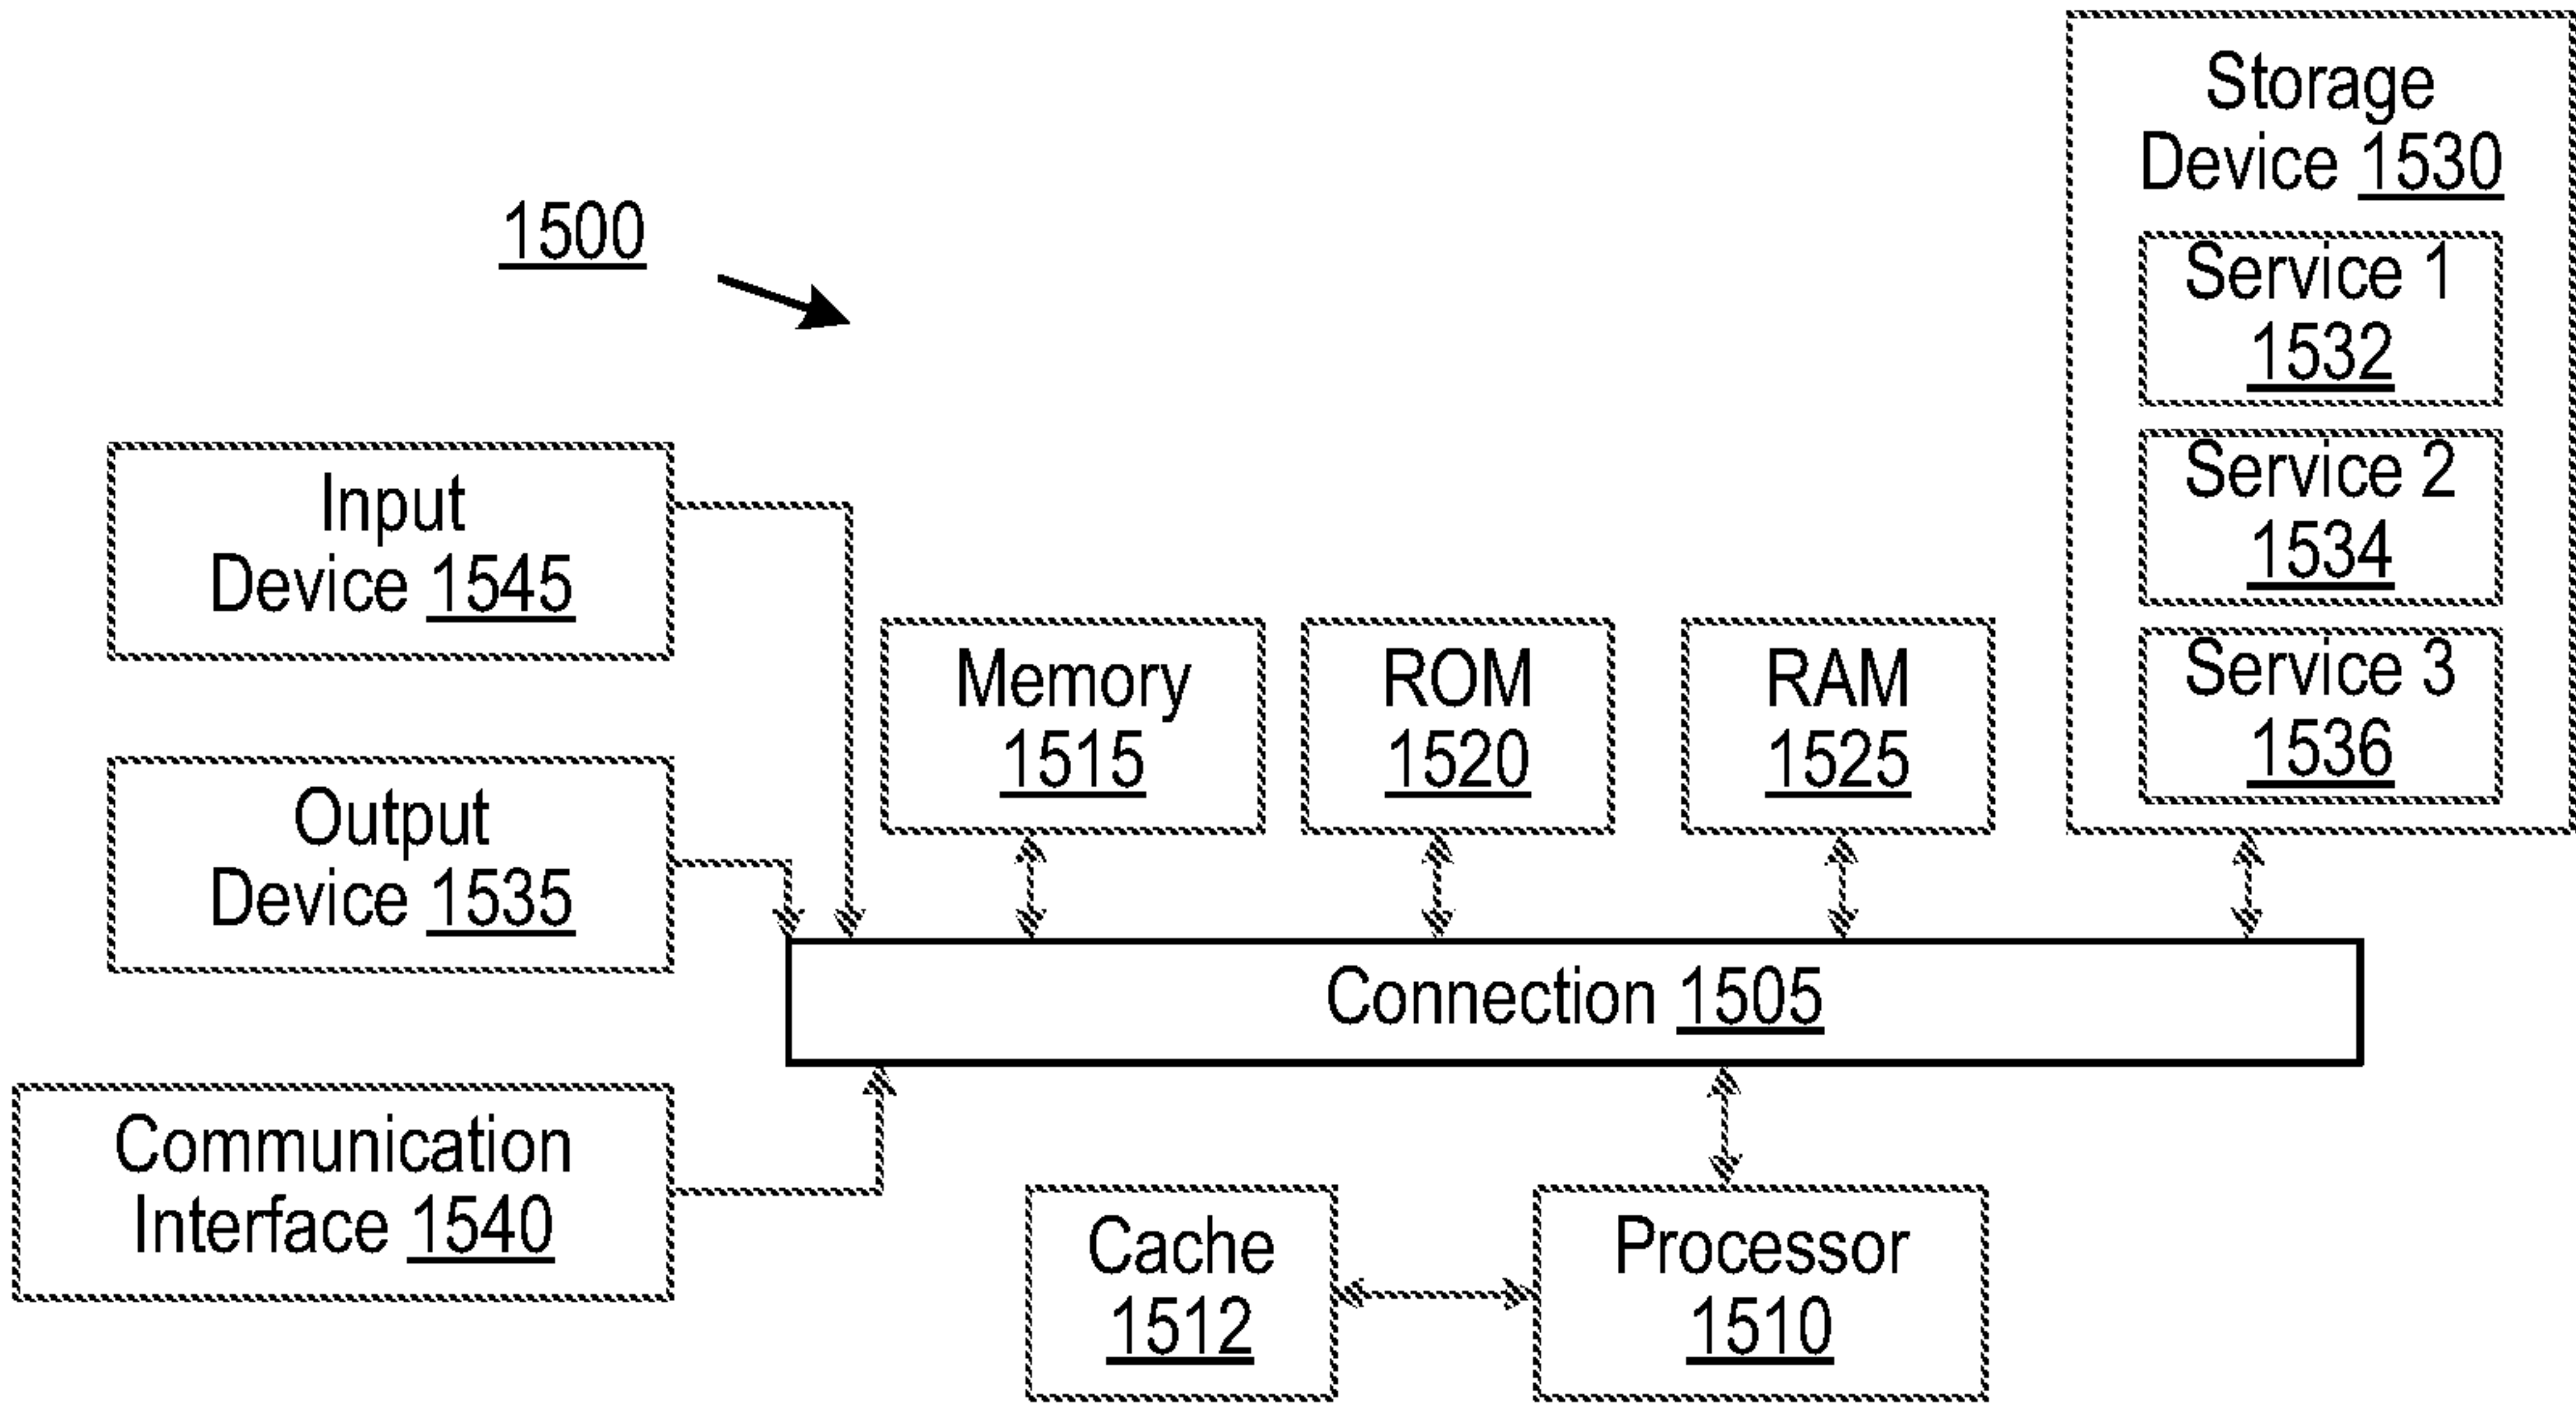 1500
Storage
Device 1530
Service 1
1532
Service 2
1534
Service 3
1536
Input
Device 1545
Memory
1515
ROM
1520
RAM
1525
Output
Device 1535
Connection 1505
Communication
Interface 1540
Cache
1512
Processor
1510